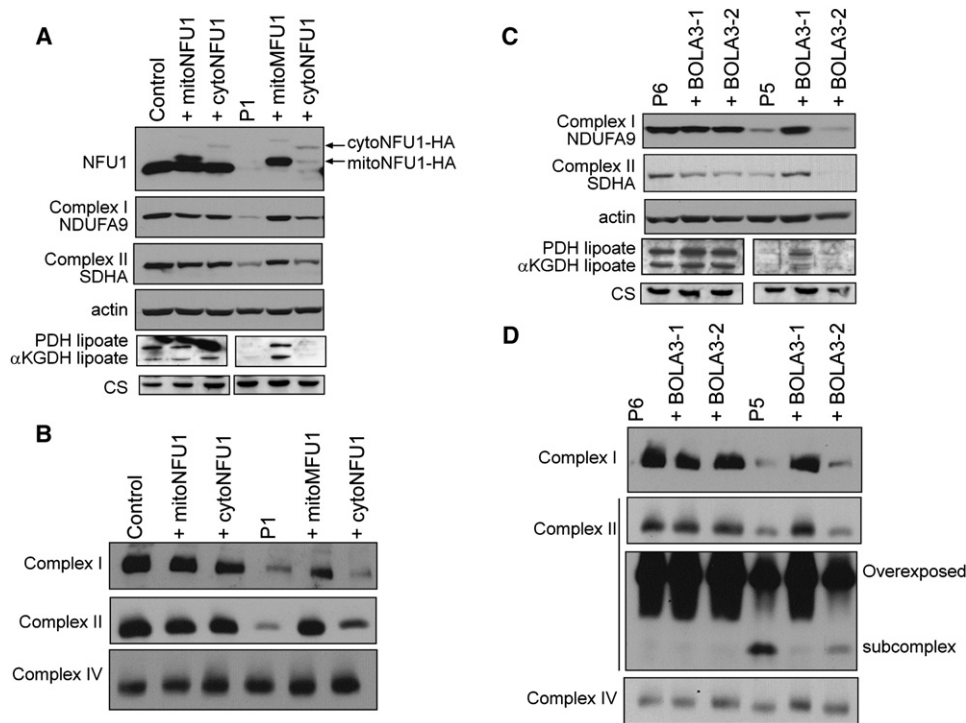 A
Control
+ mitoNFU1
+ cytoNFU1
P1
+ mitoMFU1
+ cytoNFU1
NFU1
cytoNFU1-HA
mitoNFU1-HA
Complex I
NDUFA9
Complex II
SDHA
actin
PDH lipoate
αKGDH lipoate
CS
B
Control
+ mitoNFU1
+ cytoNFU1
P1
+ mitoMFU1
+ cytoNFU1
Complex I
Complex II
Complex IV
C
P6
+ BOLA3-1
+ BOLA3-2
P5
+ BOLA3-1
+ BOLA3-2
Complex I
NDUFA9
Complex II
SDHA
actin
PDH lipoate
αKGDH lipoate
CS
D
P6
+ BOLA3-1
+ BOLA3-2
P5
+ BOLA3-1
+ BOLA3-2
Complex I
Complex II
Overexposed
subcomplex
Complex IV